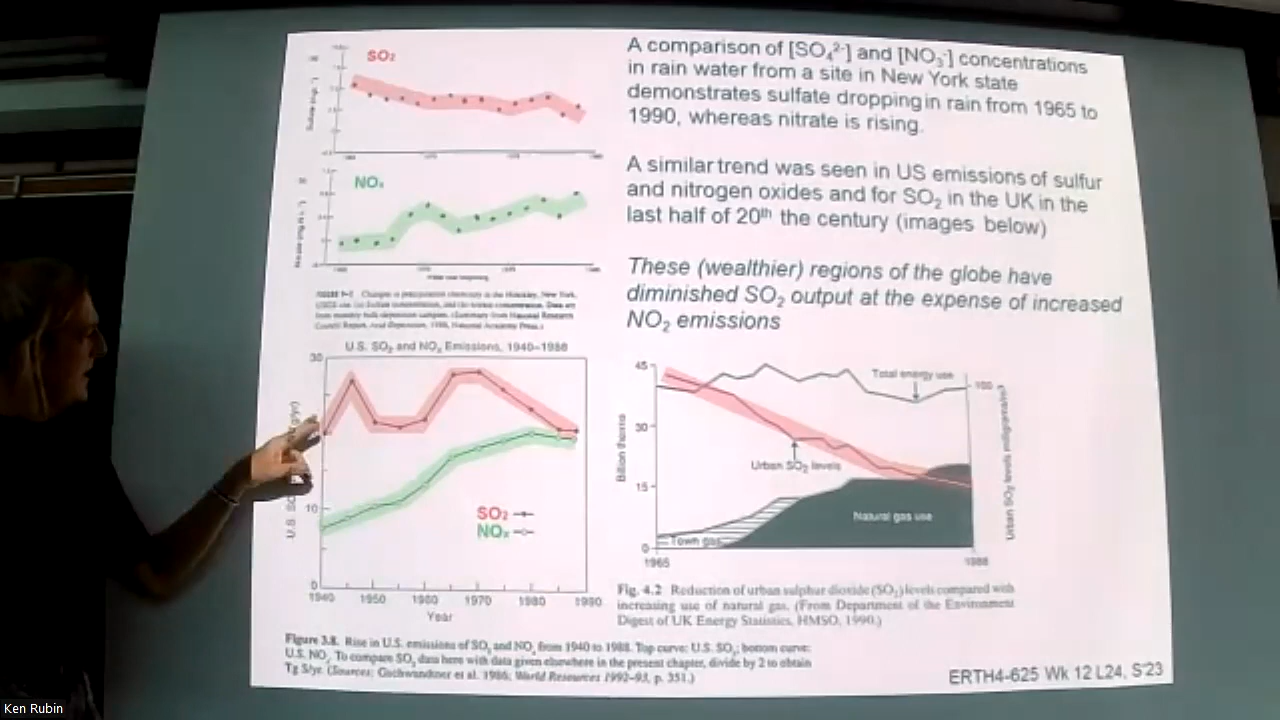 SO₂
A comparison of [SO₄²⁻] and [NO₃⁻] concentrations
in rain water from a site in New York state
demonstrates sulfate dropping in rain from 1965 to
1990, whereas nitrate is rising.
NOₓ
A similar trend was seen in US emissions of sulfur
and nitrogen oxides and for SO₂ in the UK in the
last half of 20th the century (images below)
These (wealthier) regions of the globe have
diminished SO₂ output at the expense of increased
NO₂ emissions
U.S. SO₂ and NOₓ Emissions, 1940–1988
30
10
0
1940 1950 1960 1970 1980 1990
Year
SO₂
NOₓ
45
30
15
0
Billion therms
Total energy use
100
Urban SO₂ levels
Natural gas use
Town gas
1965
1988
Fig. 4.2 Reduction of urban sulphur dioxide (SO₂) levels compared with
increasing use of natural gas. (From Department of the Environment
Digest of UK Energy Statistics, HMSO, 1990.)
Figure 3.8. Rise in U.S. emissions of SO₂ and NOₓ from 1940 to 1988. Top curve: U.S. SO₂; bottom curve:
U.S. NOₓ. To compare SO₂ data here with data given elsewhere in the present chapter, divide by 2 to obtain
Tg S/yr. (Sources: Gschwandtner et al. 1986; World Resources 1992–93, p. 351.)
ERTH4-625 Wk 12 L24, S'23
Ken Rubin